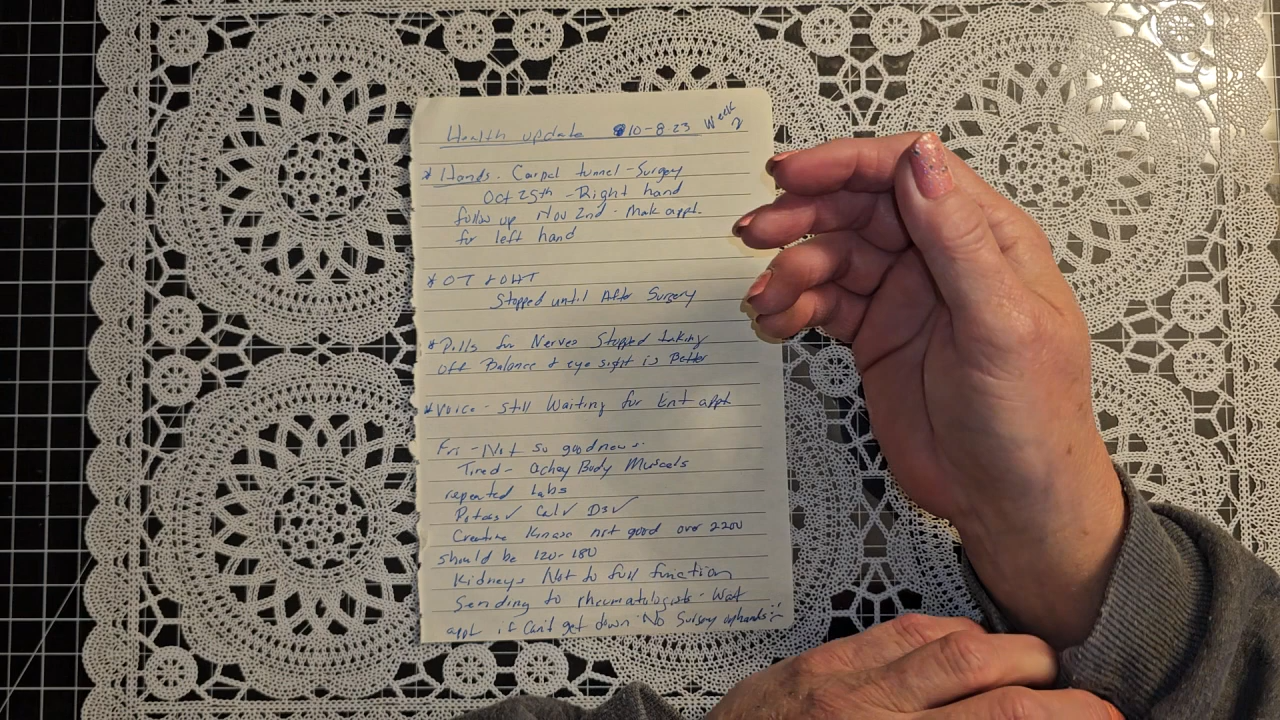 Health update 10-8 23 Week 2
* Hands - Carpal tunnel - Surgery
Oct 25th - Right hand
follow up Nov 2nd - Mak appt.
for left hand
* OT + OHT
Stopped until After Surgery
* Pills for Nerves Stopped taking
off Balance & eye sight is Better
* Voice - Still Waiting for Ent appt
Fri - Not so good news.
Tired - Achey Body Muscels
repeated Labs
Potass ✓ Cal ✓ D3 ✓
Creatine Kinase not good over 2200
should be 120-180
Kidneys Not to full function
Sending to rheumatologists - Wait
appt if Can't get down No Surgery on hands